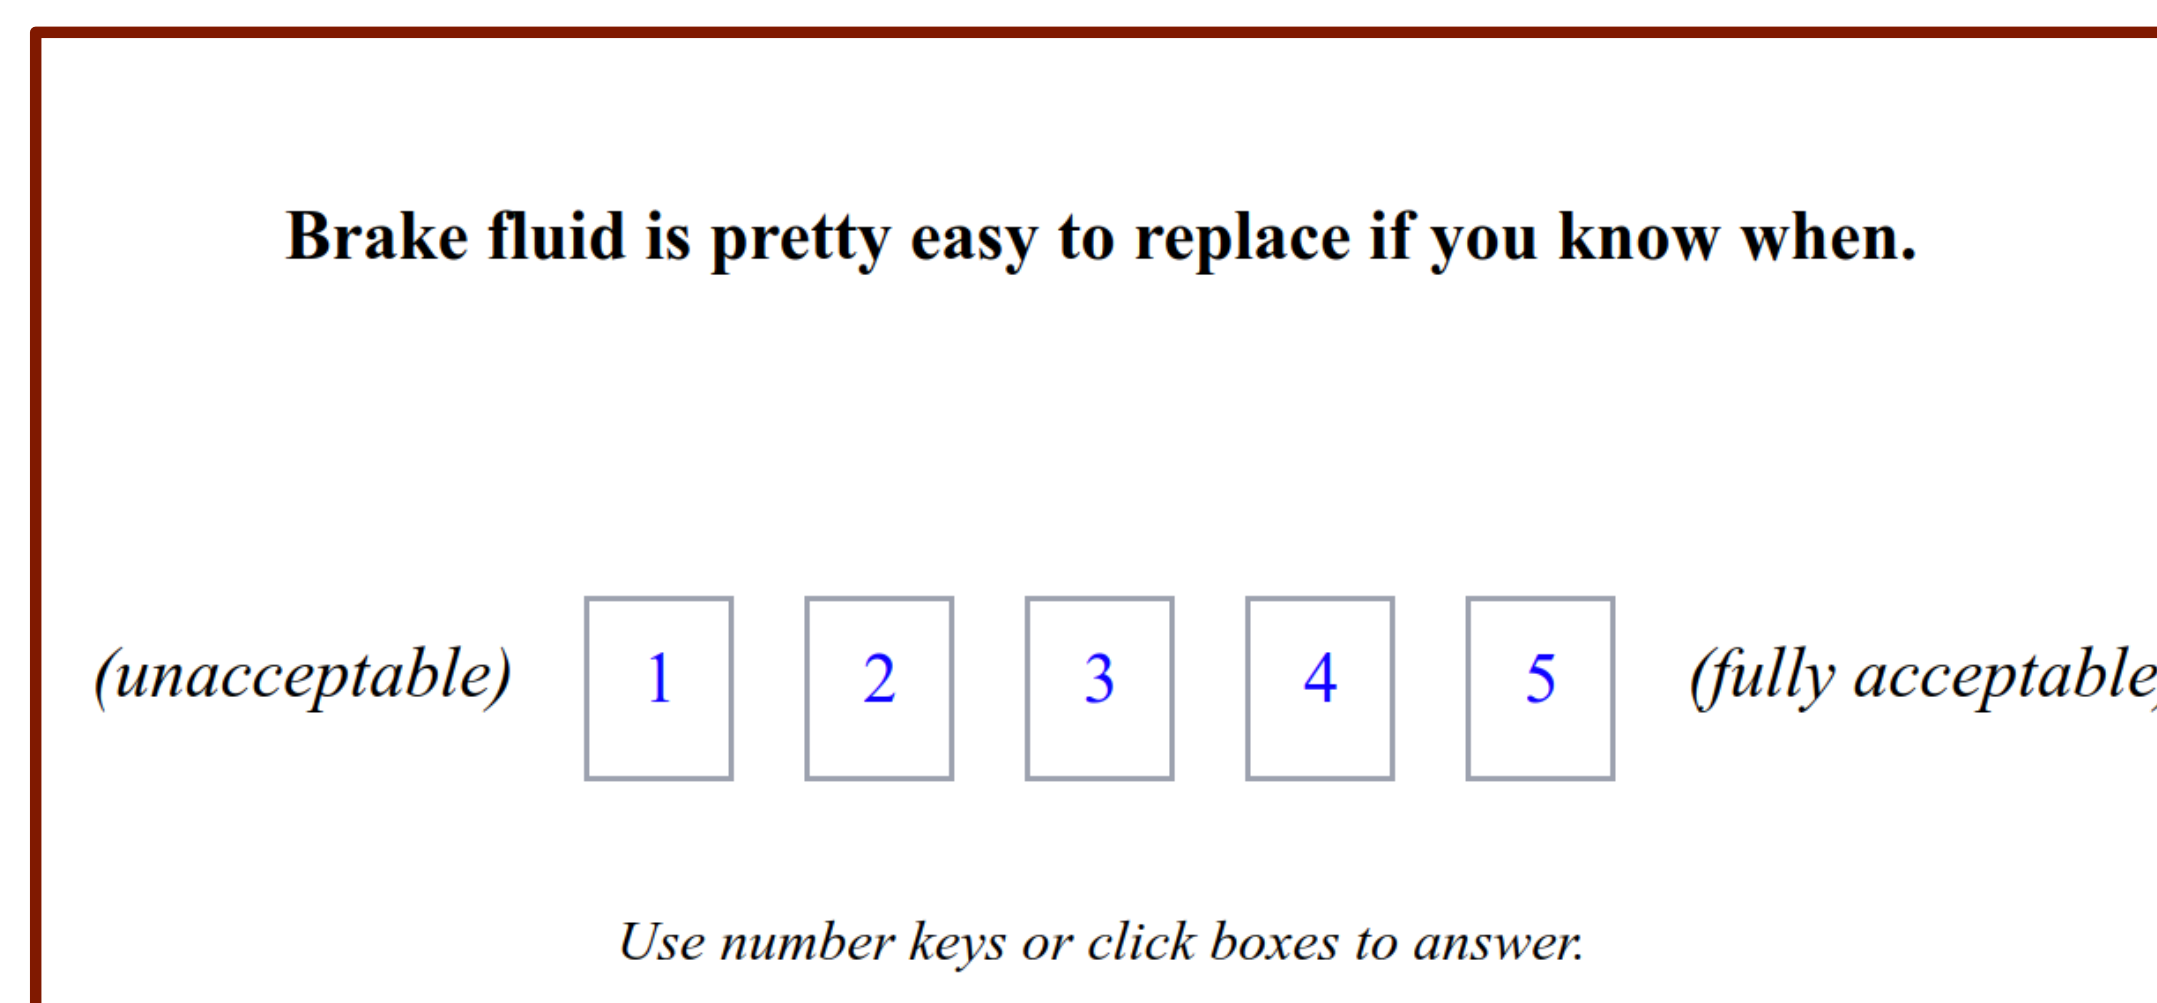 Brake fluid is pretty easy to replace if you know when.
(unacceptable) 1 2 3 4 5 (fully acceptable)
Use number keys or click boxes to answer.